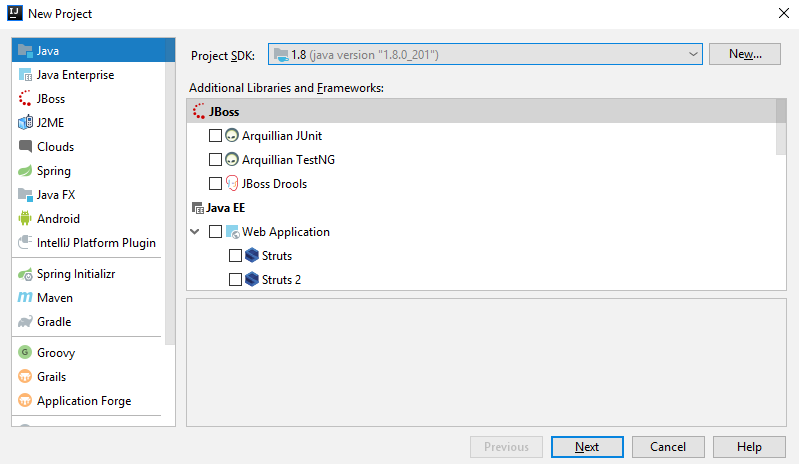 New Project
Java
Java Enterprise
JBoss
J2ME
Clouds
Spring
Java FX
Android
IntelliJ Platform Plugin
Spring Initializr
Maven
Gradle
Groovy
Grails
Application Forge
Project SDK: 1.8 (java version "1.8.0_201") New...
Additional Libraries and Frameworks:
JBoss
Arquillian JUnit
Arquillian TestNG
JBoss Drools
Java EE
Web Application
Struts
Struts 2
Previous Next Cancel Help